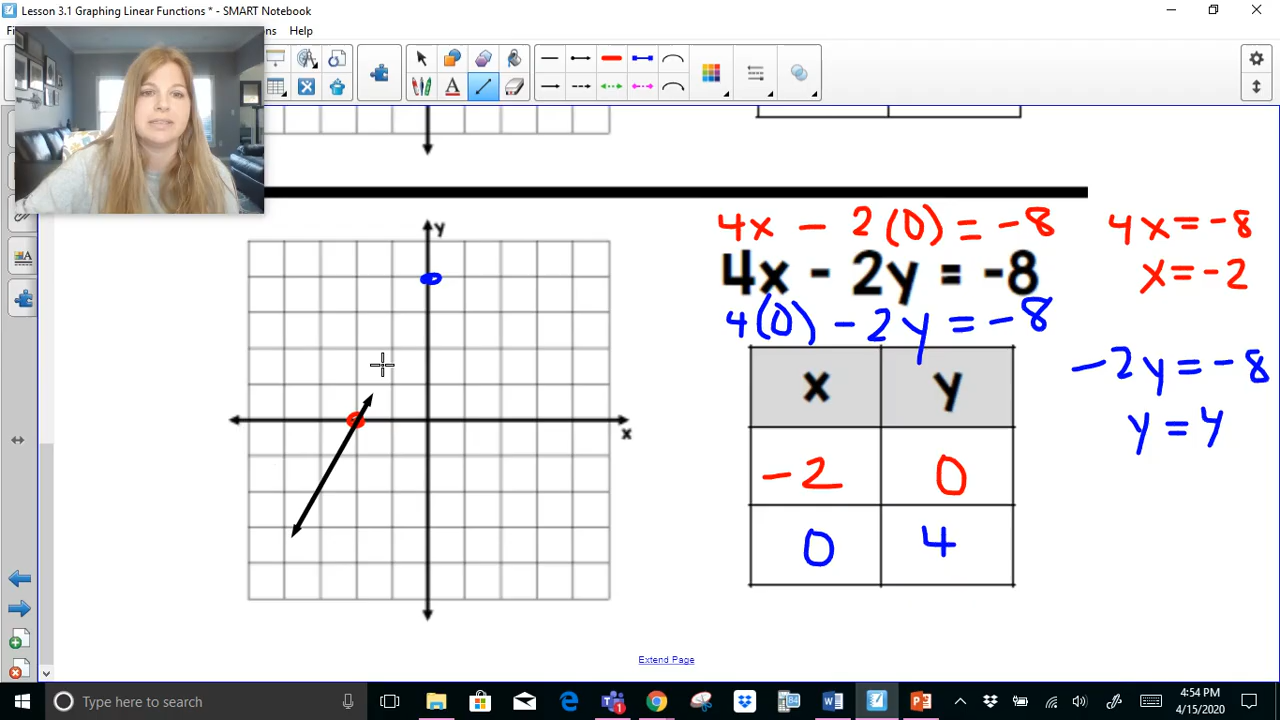 Lesson 3.1 Graphing Linear Functions * - SMART Notebook
Help
4x - 2(0) = -8
4x = -8
4x - 2y = -8
x = -2
4(0) - 2y = -8
-2y = -8
y = 4
y
x
x y
-2 0
0 4
Extend Page
Type here to search
4:54 PM
4/15/2020